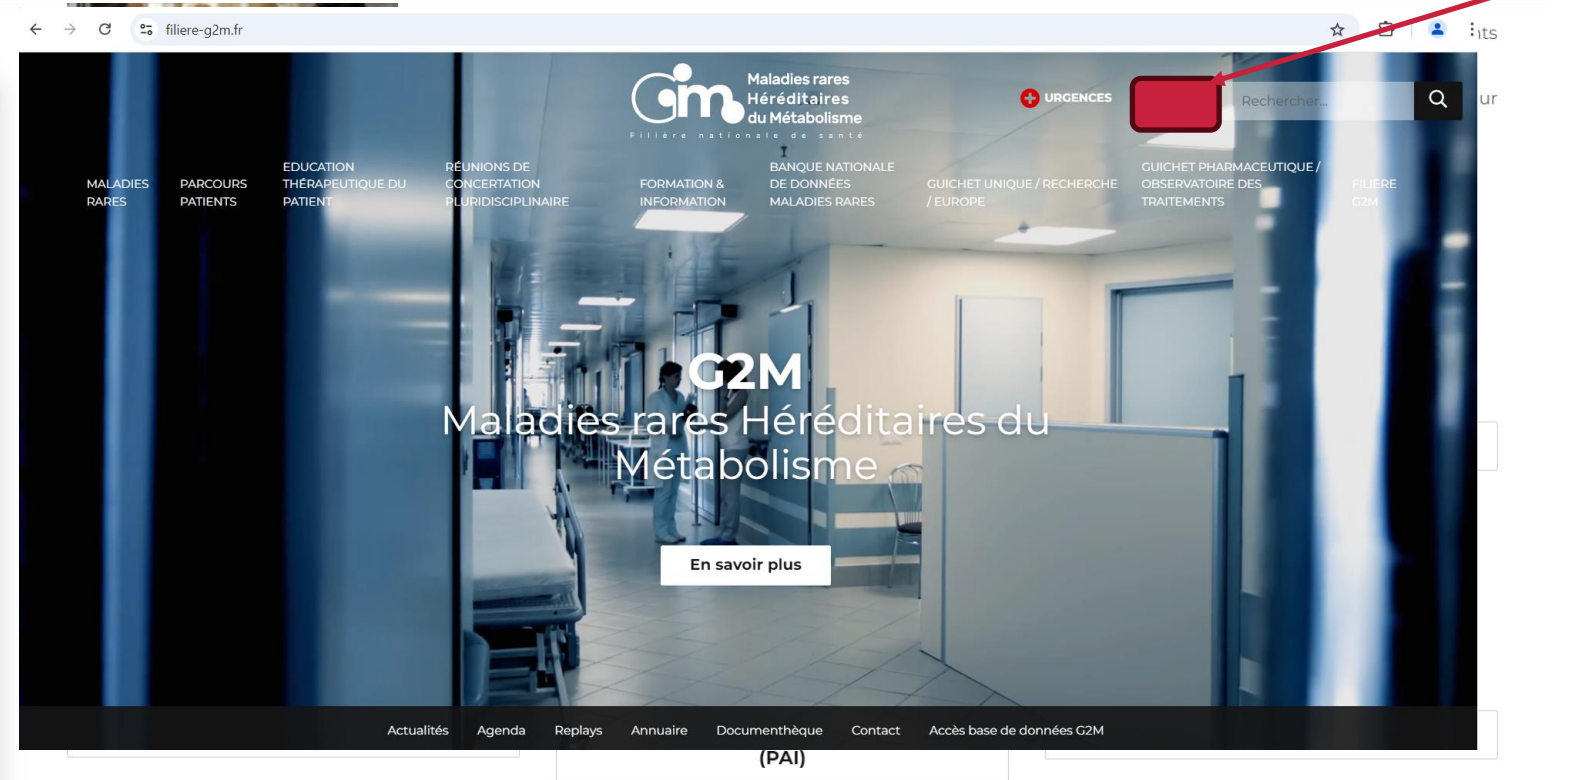 filiere-g2m.fr
nts
Maladies rares
Héréditaires
du Métabolisme
Filière nationale de santé
URGENCES
Rechercher...
ur
MALADIES
RARES
PARCOURS
PATIENTS
EDUCATION
THÉRAPEUTIQUE DU
PATIENT
RÉUNIONS DE
CONCERTATION
PLURIDISCIPLINAIRE
FORMATION &
INFORMATION
BANQUE NATIONALE
DE DONNÉES
MALADIES RARES
GUICHET UNIQUE / RECHERCHE
/ EUROPE
GUICHET PHARMACEUTIQUE /
OBSERVATOIRE DES
TRAITEMENTS
FILIÈRE
G2M
G2M
Maladies rares Héréditaires du
Métabolisme
En savoir plus
Actualités Agenda Replays Annuaire Documenthèque Contact Accès base de données G2M
(PAI)